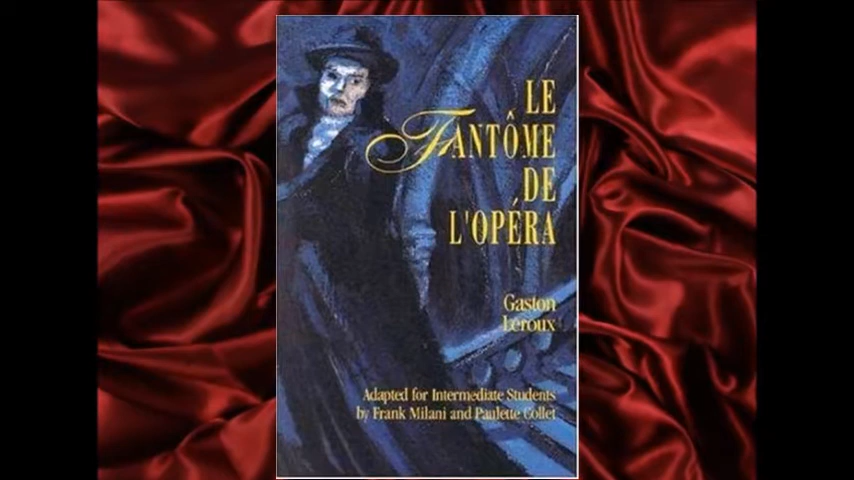 LE
FANTÔME
DE
L'OPÉRA
Gaston
Leroux
Adapted for Intermediate Students
by Frank Milani and Paulette Collet